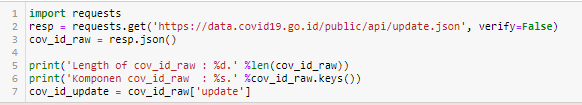 1 import requests
2 resp = requests.get('https://data.covid19.go.id/public/api/update.json', verify=False)
3 cov_id_raw = resp.json()
4
5 print('Length of cov_id_raw : %d.' %len(cov_id_raw))
6 print('Komponen cov_id_raw  : %s.' %cov_id_raw.keys())
7 cov_id_update = cov_id_raw['update']